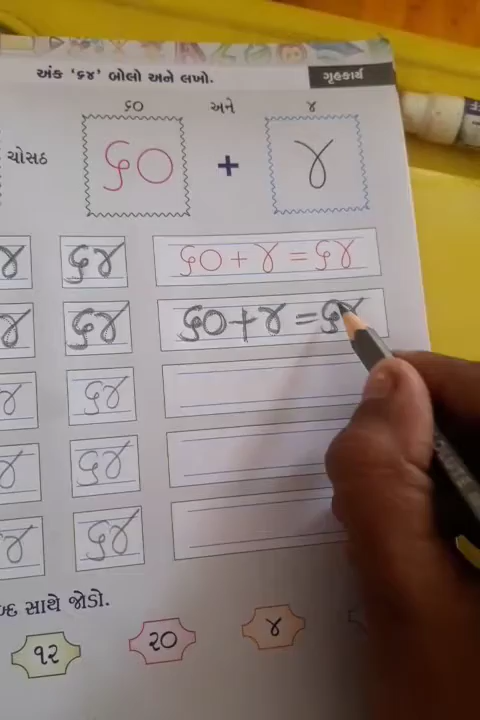 અંક ‘૬૪’ બોલો અને લખો.
ગૃહકાર્ય
૬૦ અને ૪
ચોસઠ ૬૦ + ૪
૪ ૬૪ ૬૦+૪=૬૪
૪ ૬૪ ૬૦+૪=૬૪
૪ ૬૪
૪ ૬૪
૪ ૬૪
સાથે જોડો.
૧૨ ૨૦ ૪